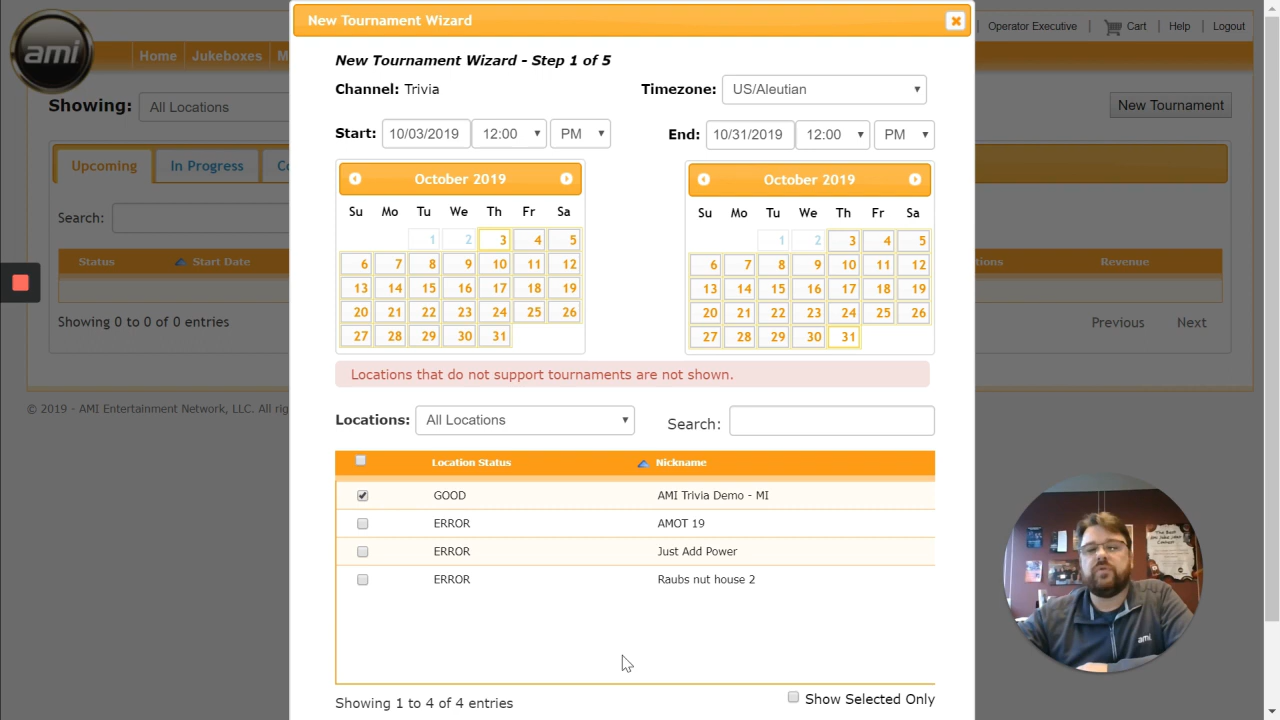 New Tournament Wizard
ami
Home Jukeboxes M
Operator Executive Cart Help Logout
Showing: All Locations
New Tournament
Upcoming In Progress Co
Search:
Status Start Date
ions Revenue
Showing 0 to 0 of 0 entries
Previous Next
© 2019 - AMI Entertainment Network, LLC. All rig
New Tournament Wizard - Step 1 of 5
Channel: Trivia
Timezone: US/Aleutian
Start: 10/03/2019 12:00 PM
End: 10/31/2019 12:00 PM
October 2019
Su Mo Tu We Th Fr Sa
1 2 3 4 5
6 7 8 9 10 11 12
13 14 15 16 17 18 19
20 21 22 23 24 25 26
27 28 29 30 31
October 2019
Su Mo Tu We Th Fr Sa
1 2 3 4 5
6 7 8 9 10 11 12
13 14 15 16 17 18 19
20 21 22 23 24 25 26
27 28 29 30 31
Locations that do not support tournaments are not shown.
Locations: All Locations
Search:
Location Status Nickname
GOOD AMI Trivia Demo - MI
ERROR AMOT 19
ERROR Just Add Power
ERROR Raubs nut house 2
Showing 1 to 4 of 4 entries
Show Selected Only
ami